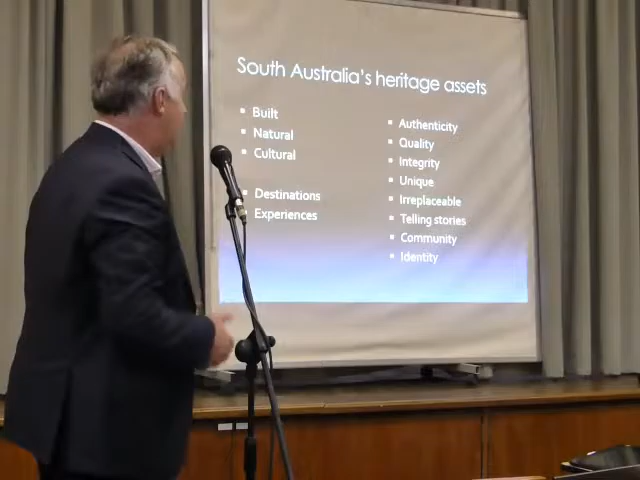 South Australia's heritage assets
Built
Natural
Cultural
Destinations
Experiences
Authenticity
Quality
Integrity
Unique
Irreplaceable
Telling stories
Community
Identity